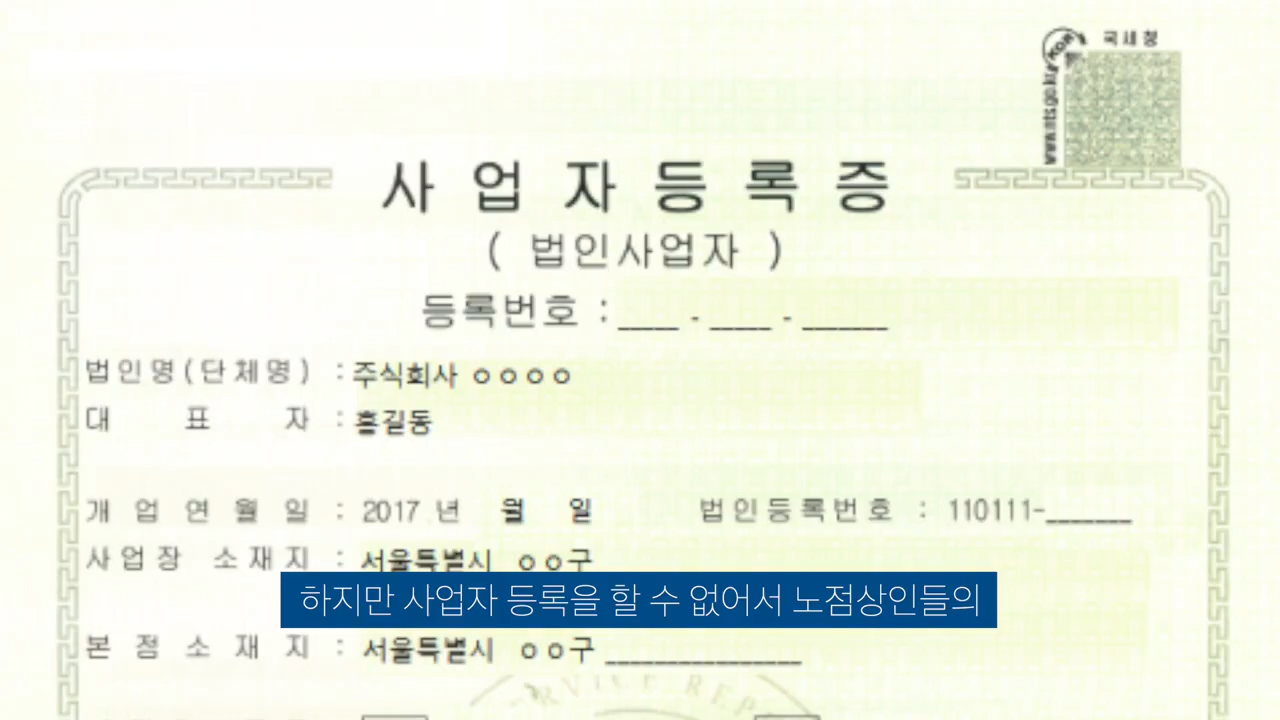 국세청
KOR
www.nts.go.kr
사업자등록증
( 법인사업자 )
등록번호 : ____ - ____ - _____
법인명(단체명) : 주식회사 ㅇㅇㅇㅇ
대 표 자 : 홍길동
개 업 연 월 일 : 2017 년 월 일 법인등록번호 : 110111-_______
사업장 소재지 : 서울특별시 ㅇㅇ구
하지만 사업자 등록을 할 수 없어서 노점상인들의
본 점 소 재 지 : 서울특별시 ㅇㅇ구 ______________